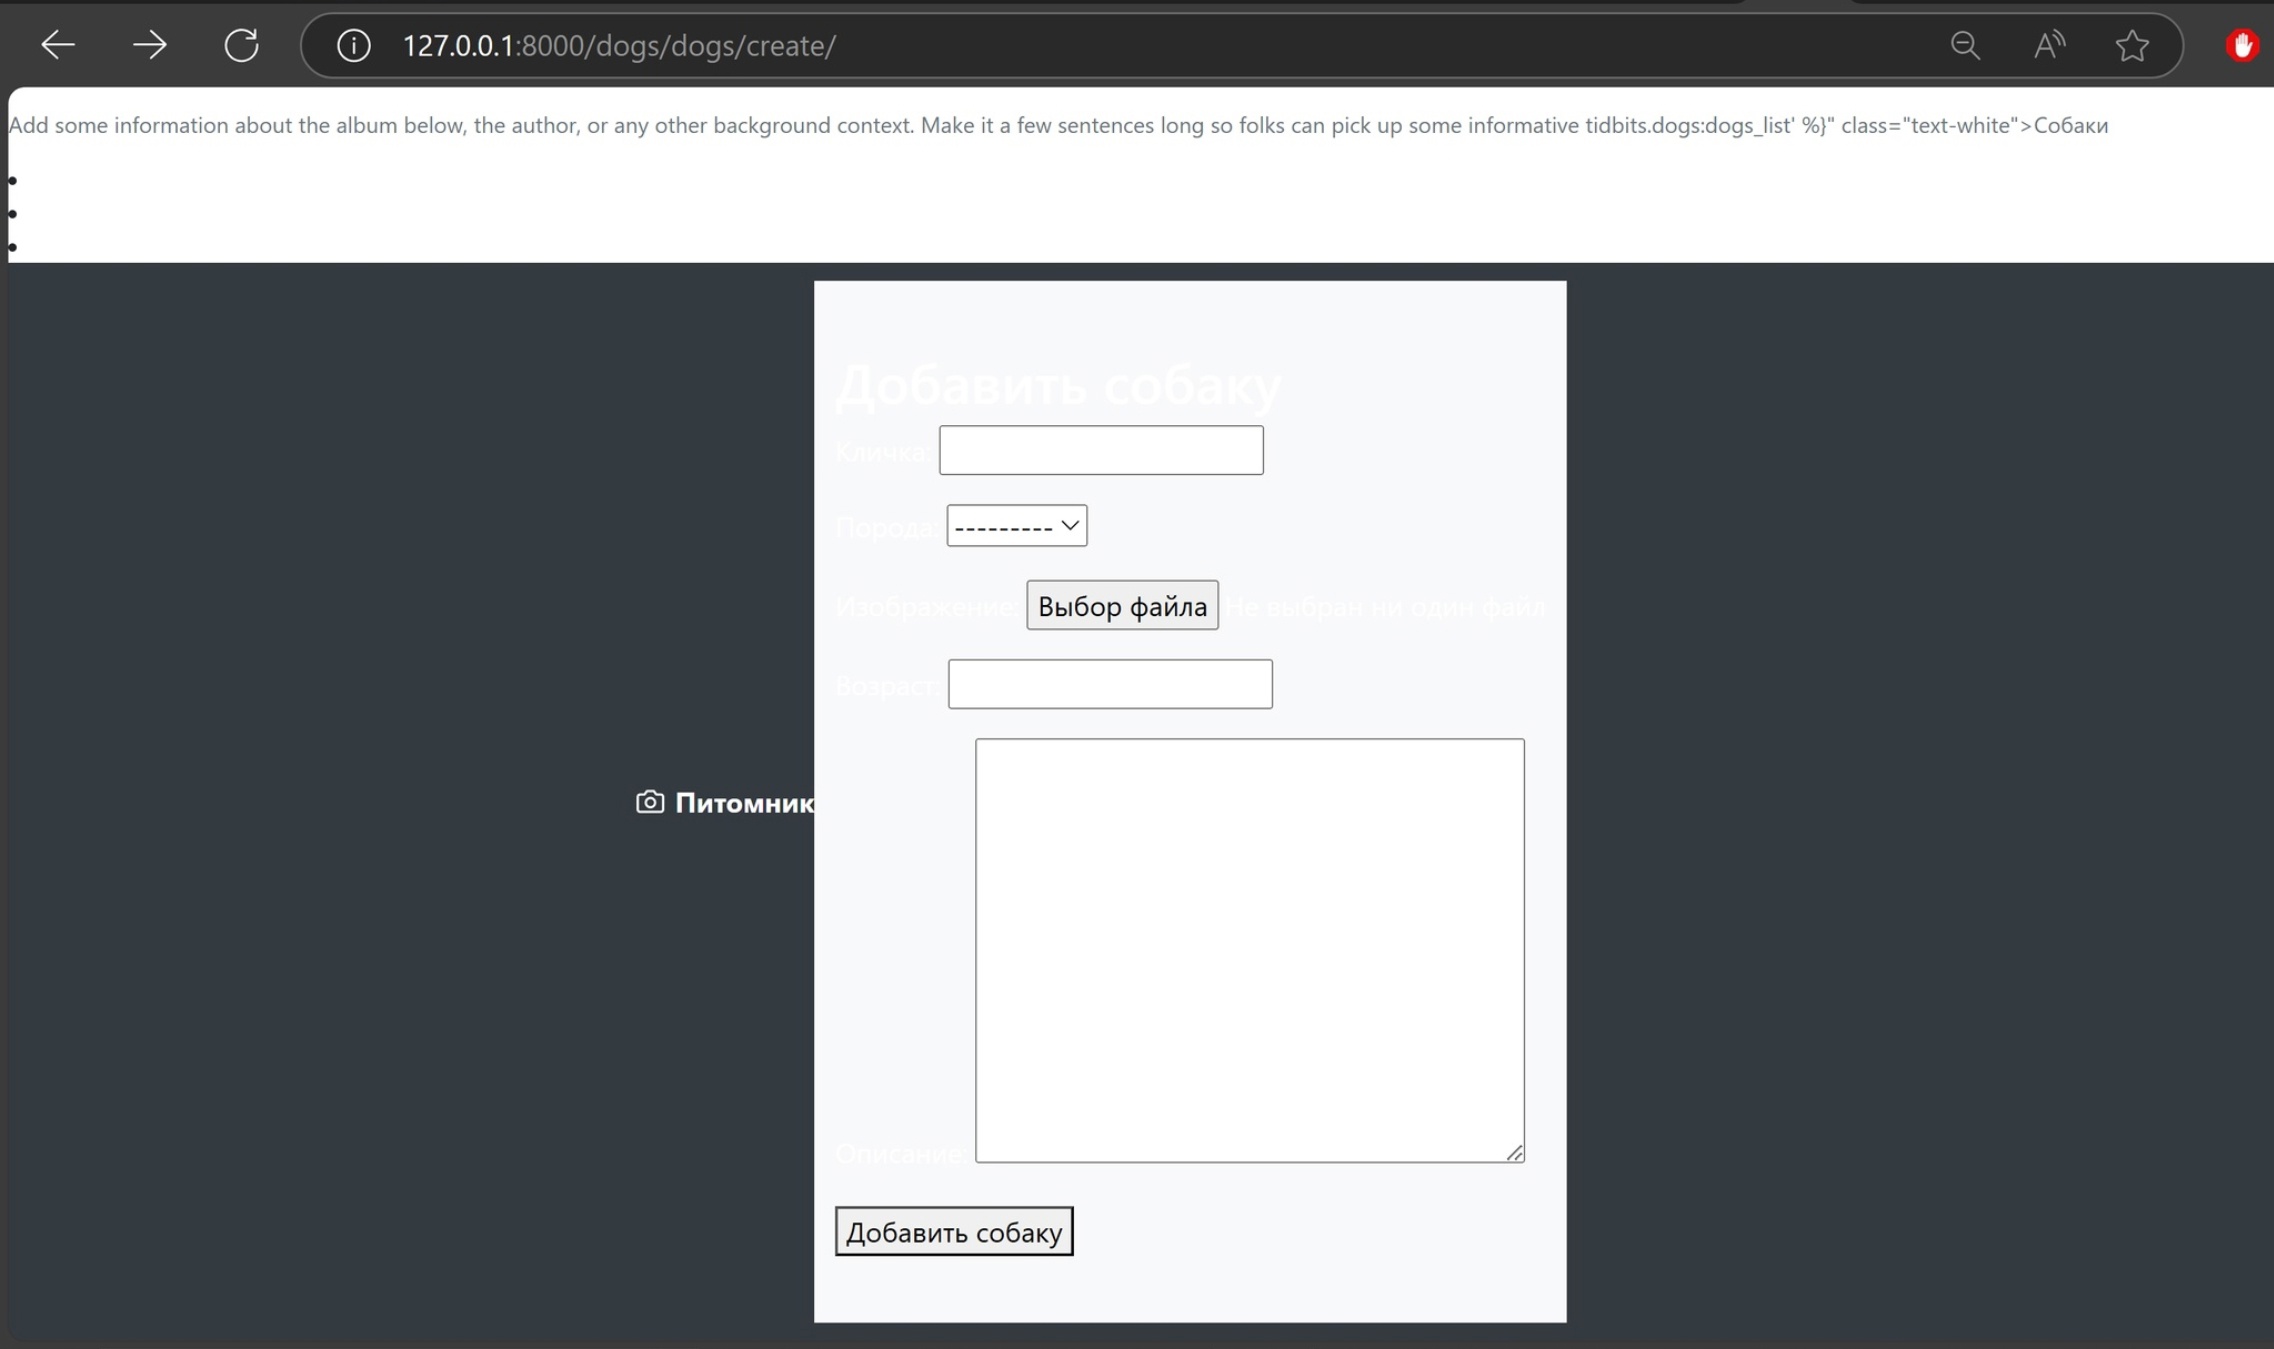 127.0.0.1:8000/dogs/dogs/create/
Add some information about the album below, the author, or any other background context. Make it a few sentences long so folks can pick up some informative tidbits.dogs:dogs_list' %}" class="text-white">Собаки
Добавить собаку
Кличка:
Порода: ---------
Изображение: Выбор файла Не выбран ни один файл
Возраст:
Питомник
Описание
Добавить собаку